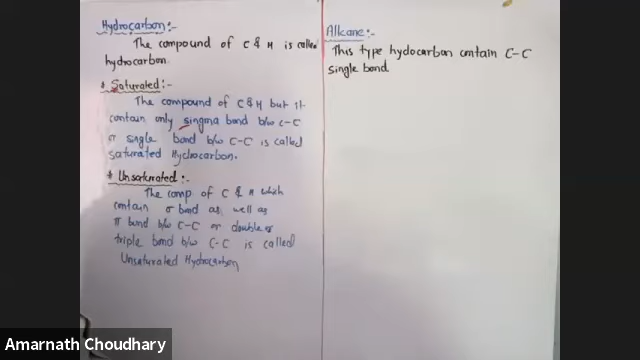 Hydrocarbon:-
The compound of C & H is called
hydrocarbon.
* Saturated:-
The compound of C & H but it
contain only singma bond b/w C-C
or single bond b/w C-C is called
saturated Hydrocarbon.
* Unsaturated:-
The comp of C & H which
contain σ bond as well as
π bond b/w C-C or double or
triple bond b/w C-C is called
Unsaturated Hydrocarbon
Alkane:-
This type hydocarbon contain C-C
single bond
Amarnath Choudhary